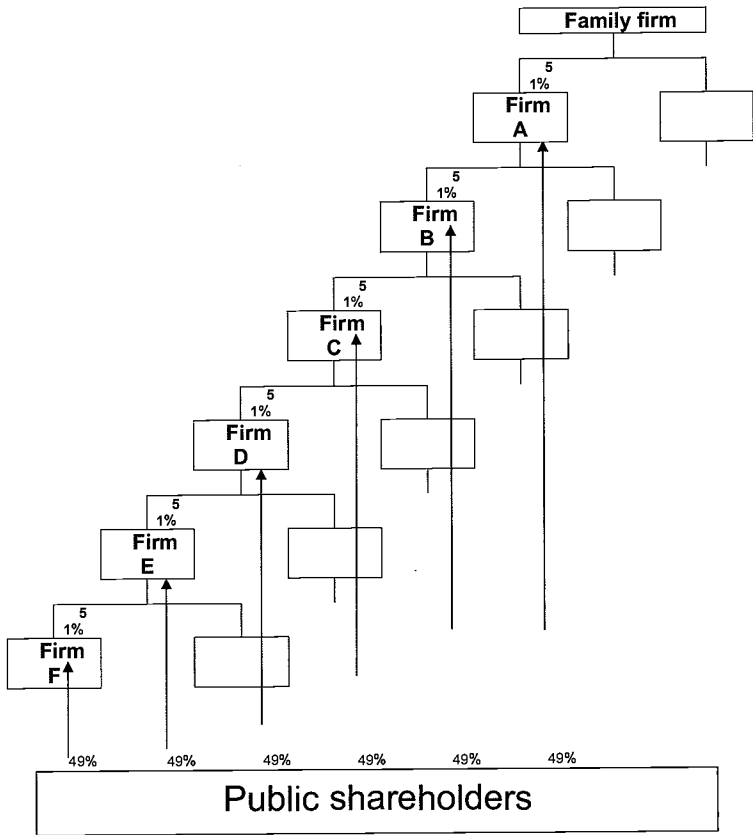 Family firm
5
1%
Firm
A
5
1%
Firm
B
5
1%
Firm
C
5
1%
Firm
D
5
1%
Firm
E
5
1%
Firm
F
49% 49% 49% 49% 49% 49%
Public shareholders